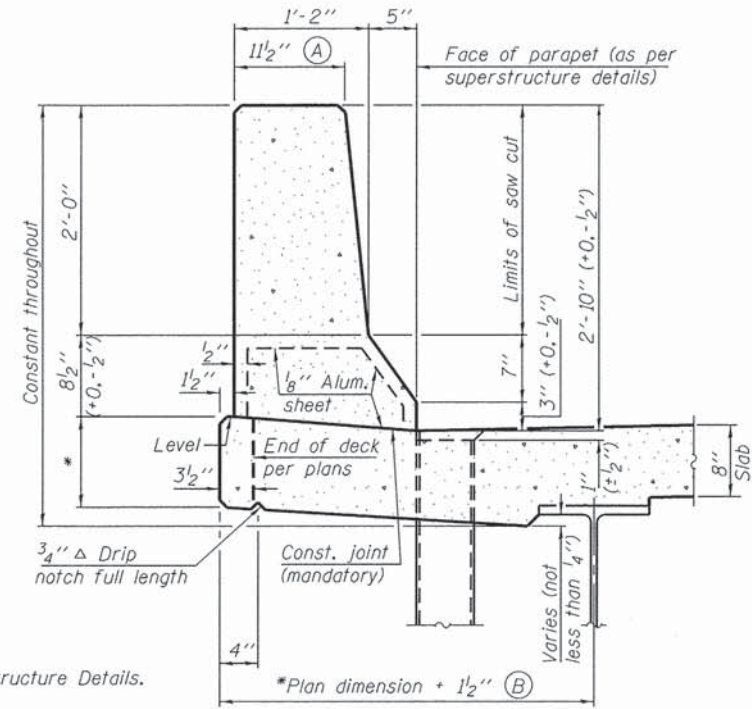 1'-2"
5"
11½" Ⓐ
Face of parapet (as per
superstructure details)
Constant throughout
2'-0"
8½"
(+0,-½")
*
Limits of saw cut
7"
3" (+0,-½")
2'-10" (+0,-½")
½"
1½"
⅛" Alum.
sheet
Level
End of deck
per plans
3½"
1"
(±½")
8"
Slab
¾" Δ Drip
notch full length
Const. joint
(mandatory)
Varies (not
less than ¼")
4"
*Plan dimension + 1½" Ⓑ
ructure Details.